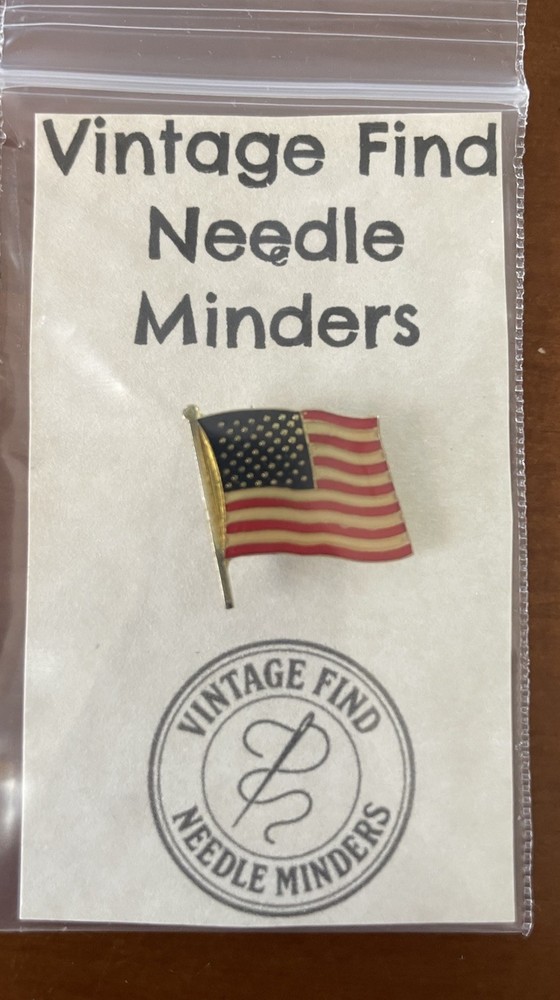 Vintage Find
Needle
e
Minders
VINTAGE FIND
NEEDLE MINDERS